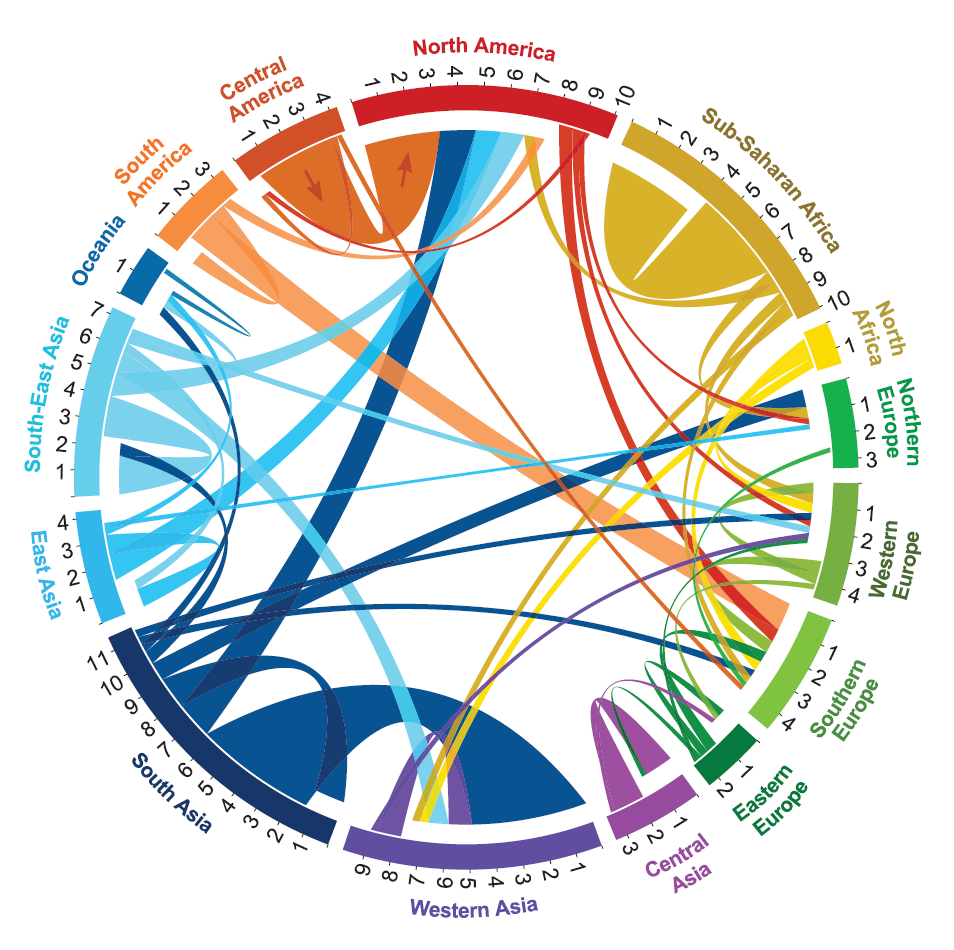 North America
1 2 3 4 5 6 7 8 9 10
Sub-Saharan Africa
1 2 3 4 5 6 7 8 9 10
North
Africa
1
Northern
Europe
1 2 3
Western
Europe
1 2 3 4
Southern
Europe
1 2 3 4
Eastern
Europe
1 2
Central
Asia
1 2 3
Western Asia
1 2 3 4 5 6 7 8 9
South Asia
1 2 3 4 5 6 7 8 9 10 11
East Asia
1 2 3 4
South-East Asia
1 2 3 4 5 6 7
Oceania
1
South
America
1 2 3
Central
America
1 2 3 4